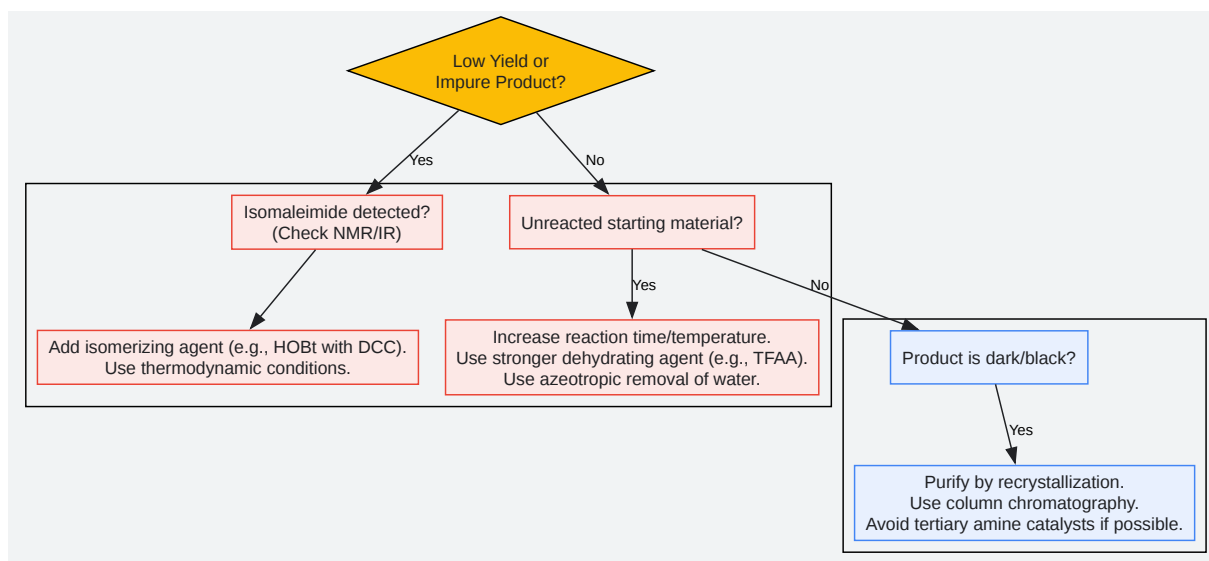 Low Yield or
Impure Product?
Yes
No
Isomaleimide detected?
(Check NMR/IR)
Unreacted starting material?
Yes
No
Add isomerizing agent (e.g., HOBt with DCC).
Use thermodynamic conditions.
Increase reaction time/temperature.
Use stronger dehydrating agent (e.g., TFAA).
Use azeotropic removal of water.
Product is dark/black?
Yes
Purify by recrystallization.
Use column chromatography.
Avoid tertiary amine catalysts if possible.